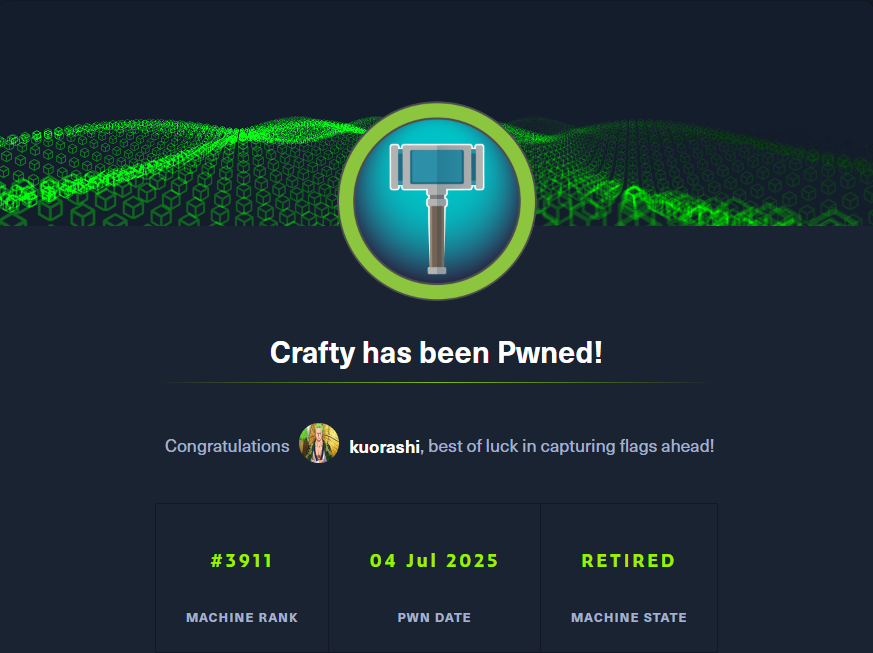 Crafty has been Pwned!
Congratulations kuorashi, best of luck in capturing flags ahead!
#3911 04 Jul 2025 RETIRED
MACHINE RANK PWN DATE MACHINE STATE